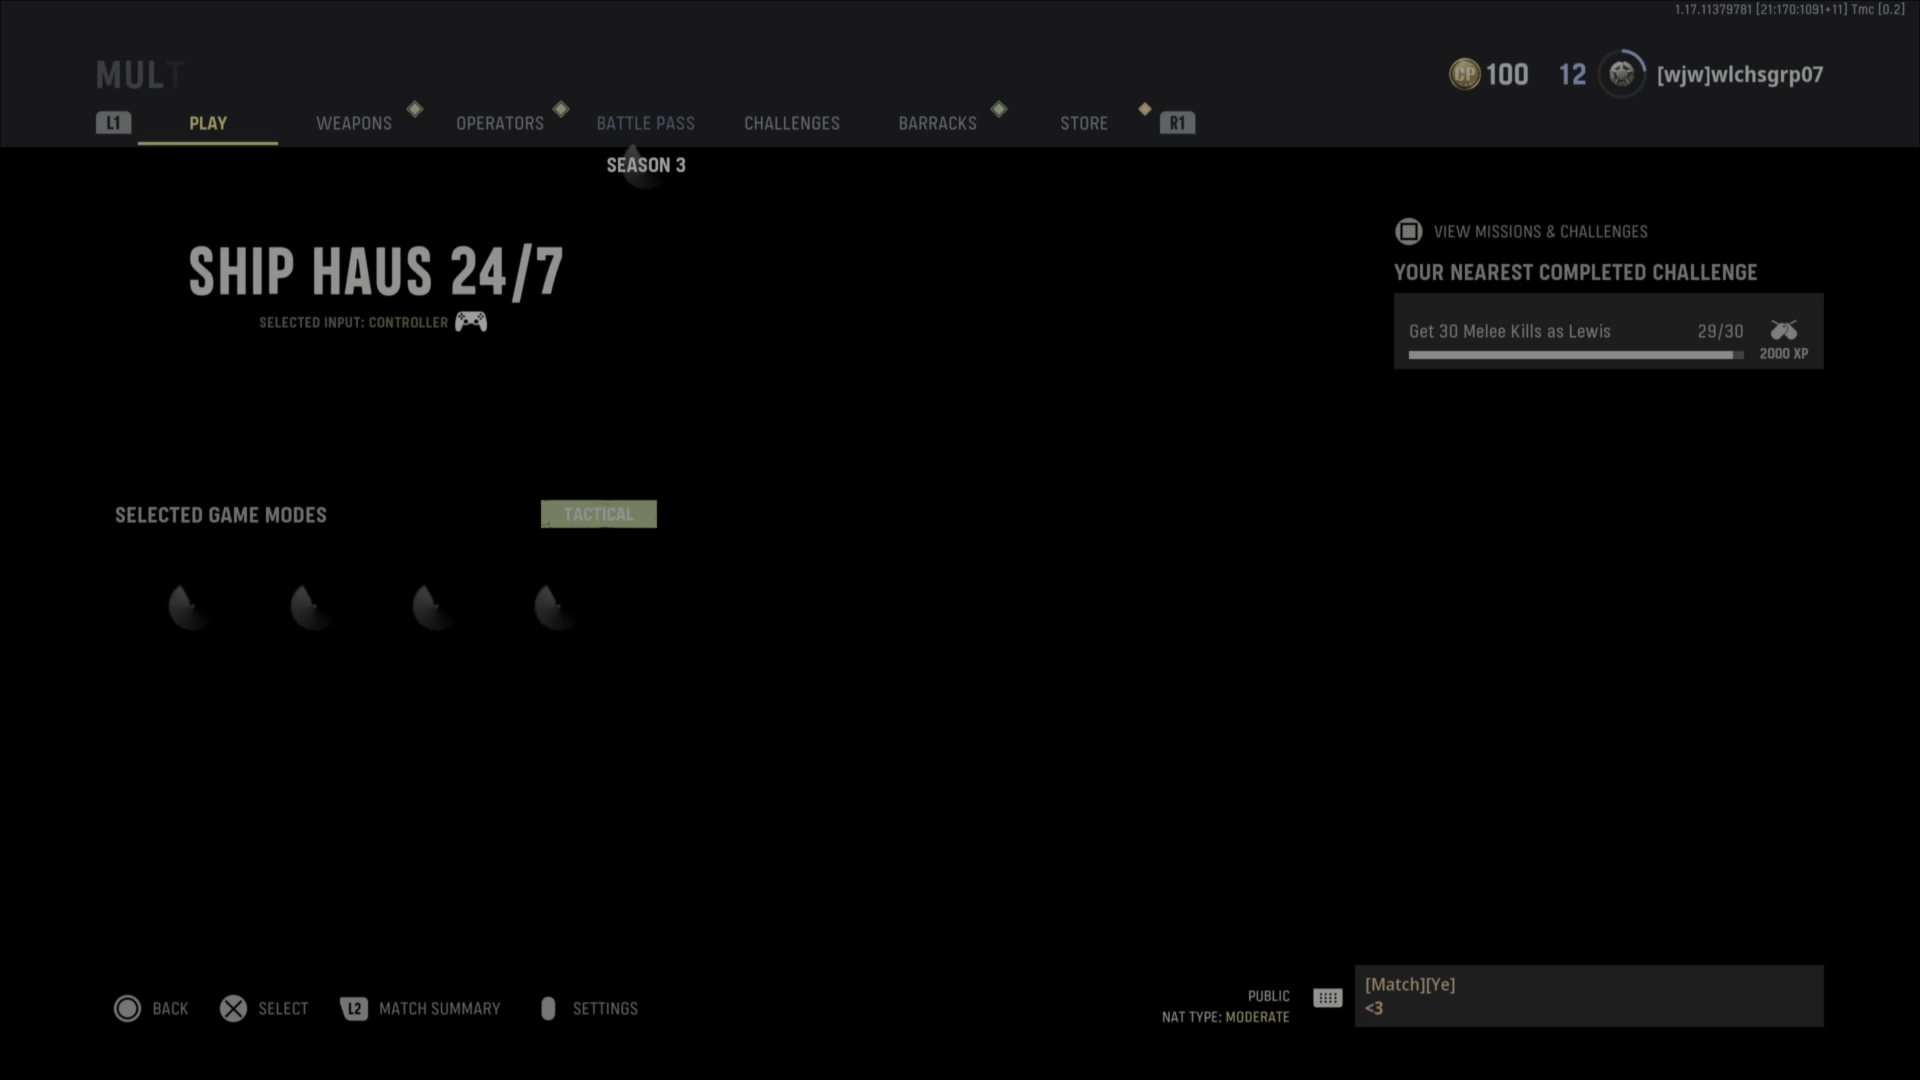 1.17.11379781 [21:170:1091+11] Tmc [0.2]
MULT
CP 100 12 [wjw]wlchsgrp07
L1 PLAY WEAPONS OPERATORS BATTLE PASS CHALLENGES BARRACKS STORE R1
SEASON 3
SHIP HAUS 24/7
SELECTED INPUT: CONTROLLER
VIEW MISSIONS & CHALLENGES
YOUR NEAREST COMPLETED CHALLENGE
Get 30 Melee Kills as Lewis 29/30
2000 XP
SELECTED GAME MODES TACTICAL
BACK SELECT L2 MATCH SUMMARY SETTINGS
PUBLIC
NAT TYPE: MODERATE
[Match][Ye]
<3